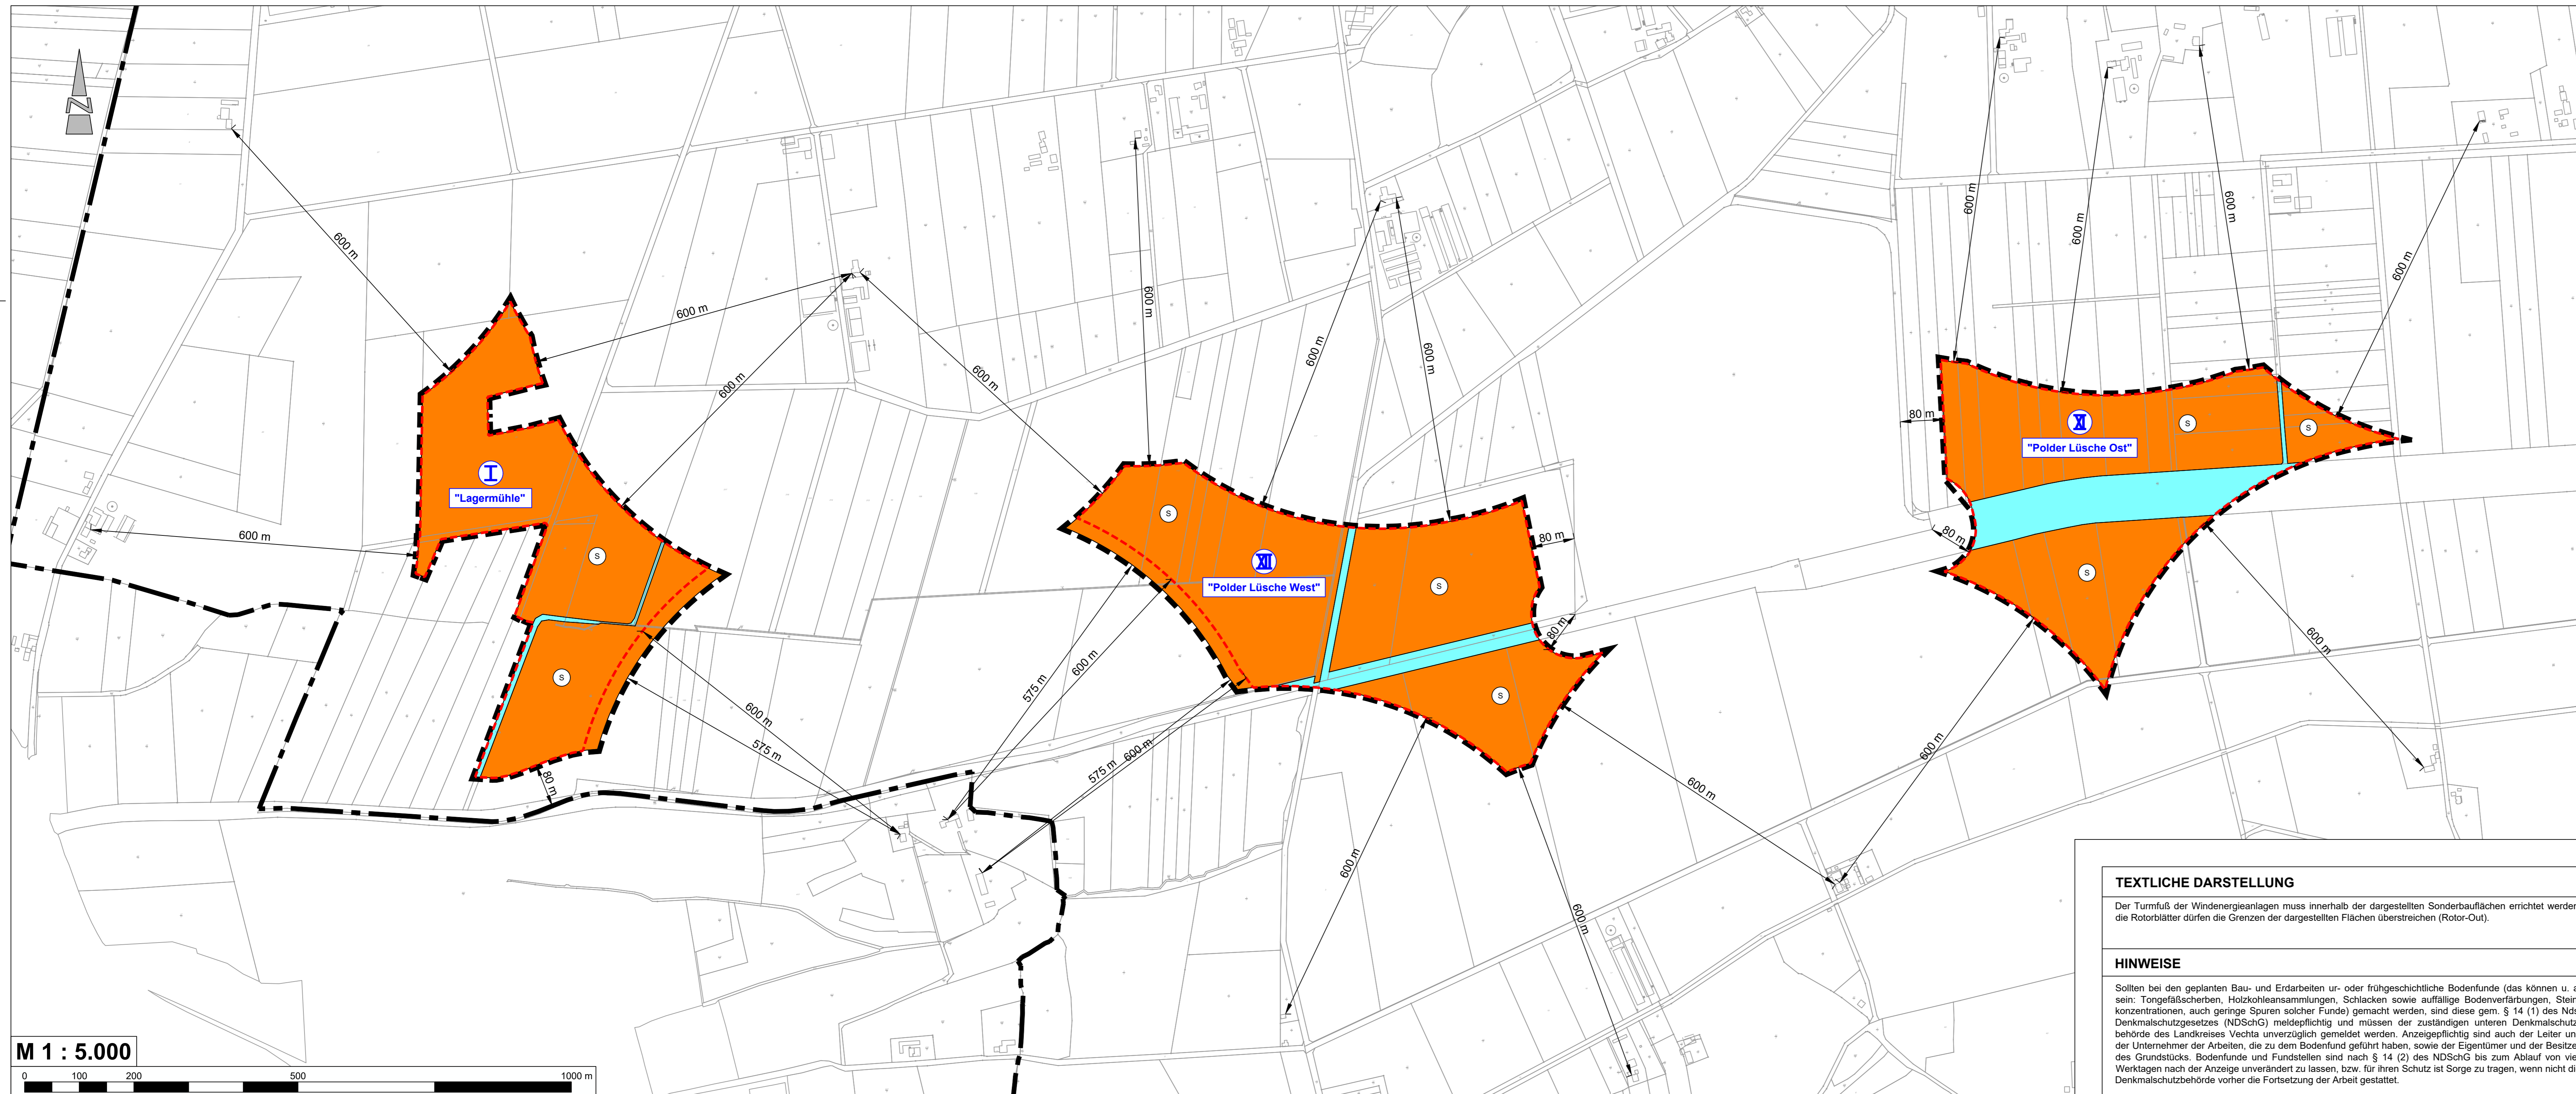 N
600 m
600 m
600 m
600 m
600 m
600 m
600 m
600 m
600 m
600 m
600 m
80 m
XI
"Polder Lüsche Ost"
S
S
I
"Lagermühle"
S
600 m
S
XII
"Polder Lüsche West"
S
80 m
80 m
S
80 m
600 m
575 m
600 m
S
S
600 m
575 m
80 m
575 m
600 m
600 m
600 m
600 m
600 m
TEXTLICHE DARSTELLUNG
Der Turmfuß der Windenergieanlagen muss innerhalb der dargestellten Sonderbauflächen errichtet werden
die Rotorblätter dürfen die Grenzen der dargestellten Flächen überstreichen (Rotor-Out).
HINWEISE
Sollten bei den geplanten Bau- und Erdarbeiten ur- oder frühgeschichtliche Bodenfunde (das können u. a
sein: Tongefäßscherben, Holzkohleansammlungen, Schlacken sowie auffällige Bodenverfärbungen, Stein
konzentrationen, auch geringe Spuren solcher Funde) gemacht werden, sind diese gem. § 14 (1) des Nds
Denkmalschutzgesetzes (NDSchG) meldepflichtig und müssen der zuständigen unteren Denkmalschutz
behörde des Landkreises Vechta unverzüglich gemeldet werden. Anzeigepflichtig sind auch der Leiter un
der Unternehmer der Arbeiten, die zu dem Bodenfund geführt haben, sowie der Eigentümer und der Besitze
des Grundstücks. Bodenfunde und Fundstellen sind nach § 14 (2) des NDSchG bis zum Ablauf von vie
Werktagen nach der Anzeige unverändert zu lassen, bzw. für ihren Schutz ist Sorge zu tragen, wenn nicht di
Denkmalschutzbehörde vorher die Fortsetzung der Arbeit gestattet.
M 1 : 5.000
0 100 200 500 1000 m